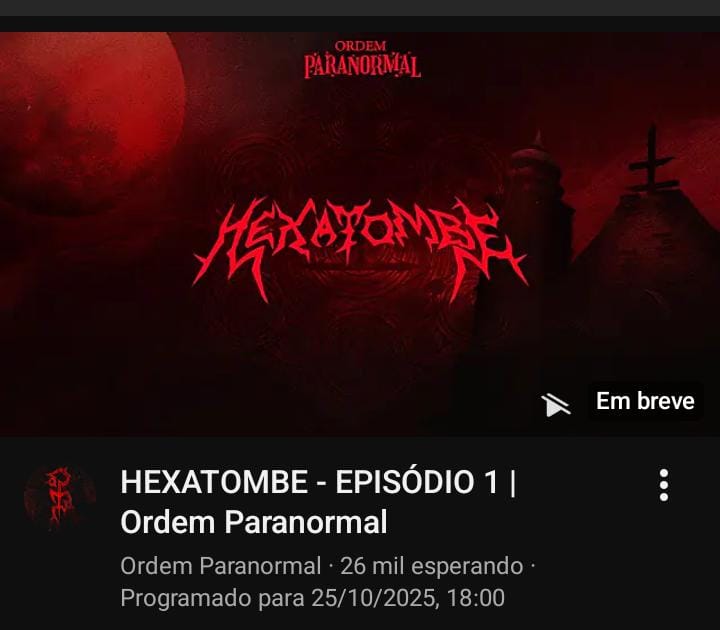 ORDEM
PARANORMAL
HEXATOMBE
Em breve
HEXATOMBE - EPISÓDIO 1 |
Ordem Paranormal
Ordem Paranormal · 26 mil esperando ·
Programado para 25/10/2025, 18:00